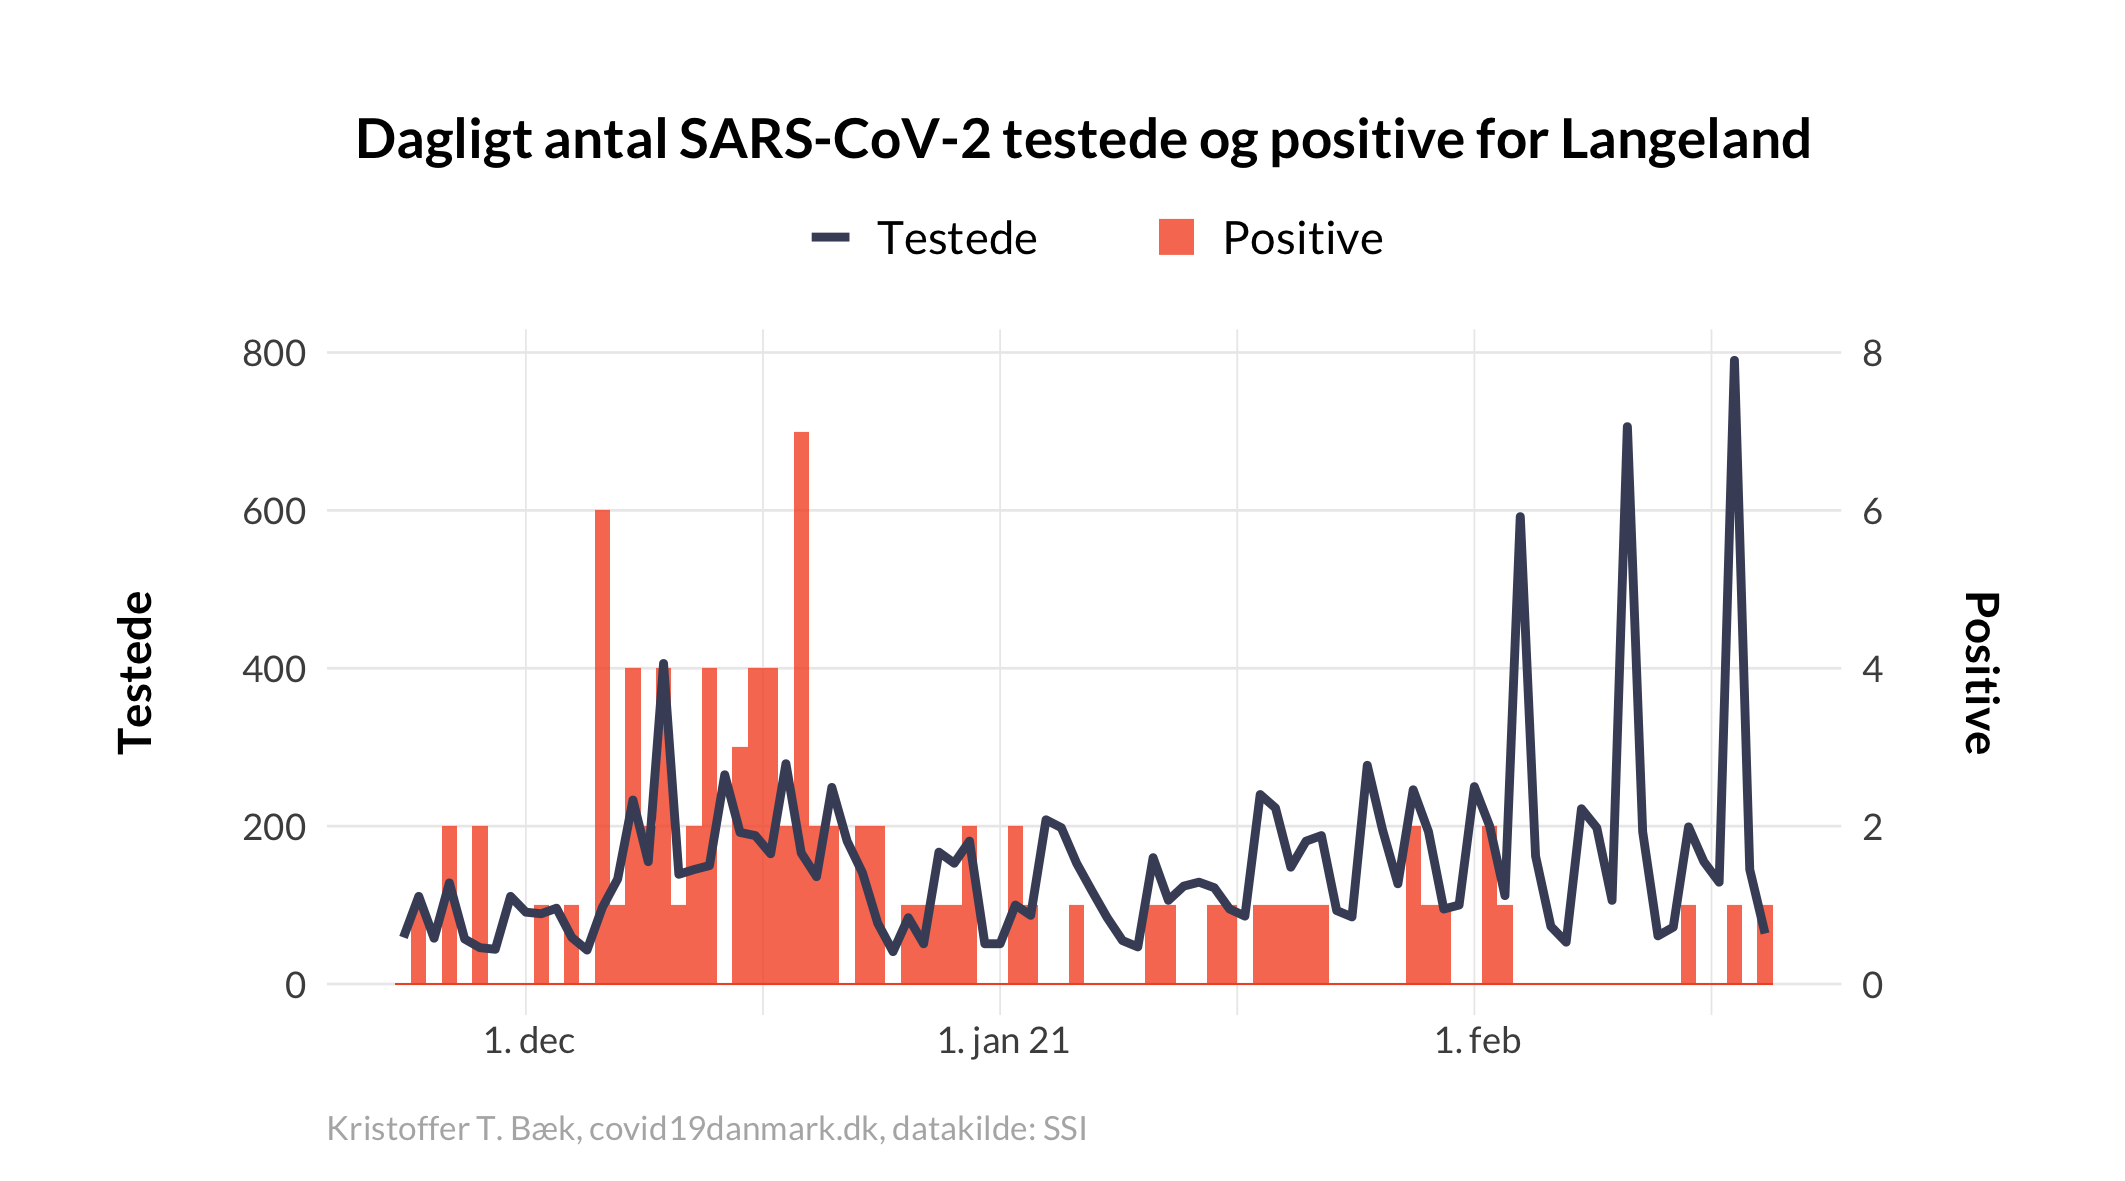 Dagligt antal SARS-CoV-2 testede og positive for Langeland
Testede
Positive
800
600
400
200
0
Testede
8
6
4
2
0
Positive
1. dec
1. jan 21
1. feb
Kristoffer T. Bæk, covid19danmark.dk, datakilde: SSI